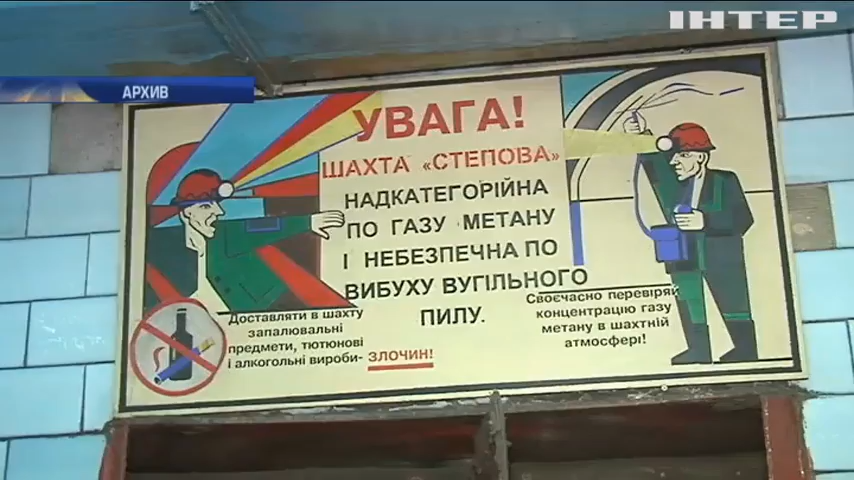 ІНТЕР
АРХИВ
УВАГА!
ШАХТА «СТЕПОВА»
НАДКАТЕГОРІЙНА
ПО ГАЗУ МЕТАНУ
І НЕБЕЗПЕЧНА ПО
ВИБУХУ ВУГІЛЬНОГО
ПИЛУ.
Доставляти в шахту
запалювальні
предмети, тютюнові
і алкогольні вироби-
ЗЛОЧИН!
Своєчасно перевіряй
концентрацію газу
метану в шахтній
атмосфері!